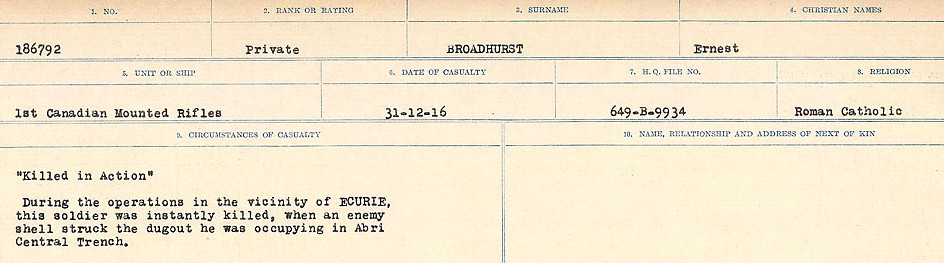 1. NO. 2. RANK OR RATING 3. SURNAME 4. CHRISTIAN NAMES
186792 Private BROADHURST Ernest
5. UNIT OR SHIP 6. DATE OF CASUALTY 7. H. Q. FILE NO. 8. RELIGION
1st Canadian Mounted Rifles 31-12-16 649-B-9934 Roman Catholic
9. CIRCUMSTANCES OF CASUALTY 10. NAME, RELATIONSHIP AND ADDRESS OF NEXT OF KIN
"Killed in Action"
During the operations in the vicinity of ECURIE,
this soldier was instantly killed, when an enemy
shell struck the dugout he was occupying in Abri
Central Trench.